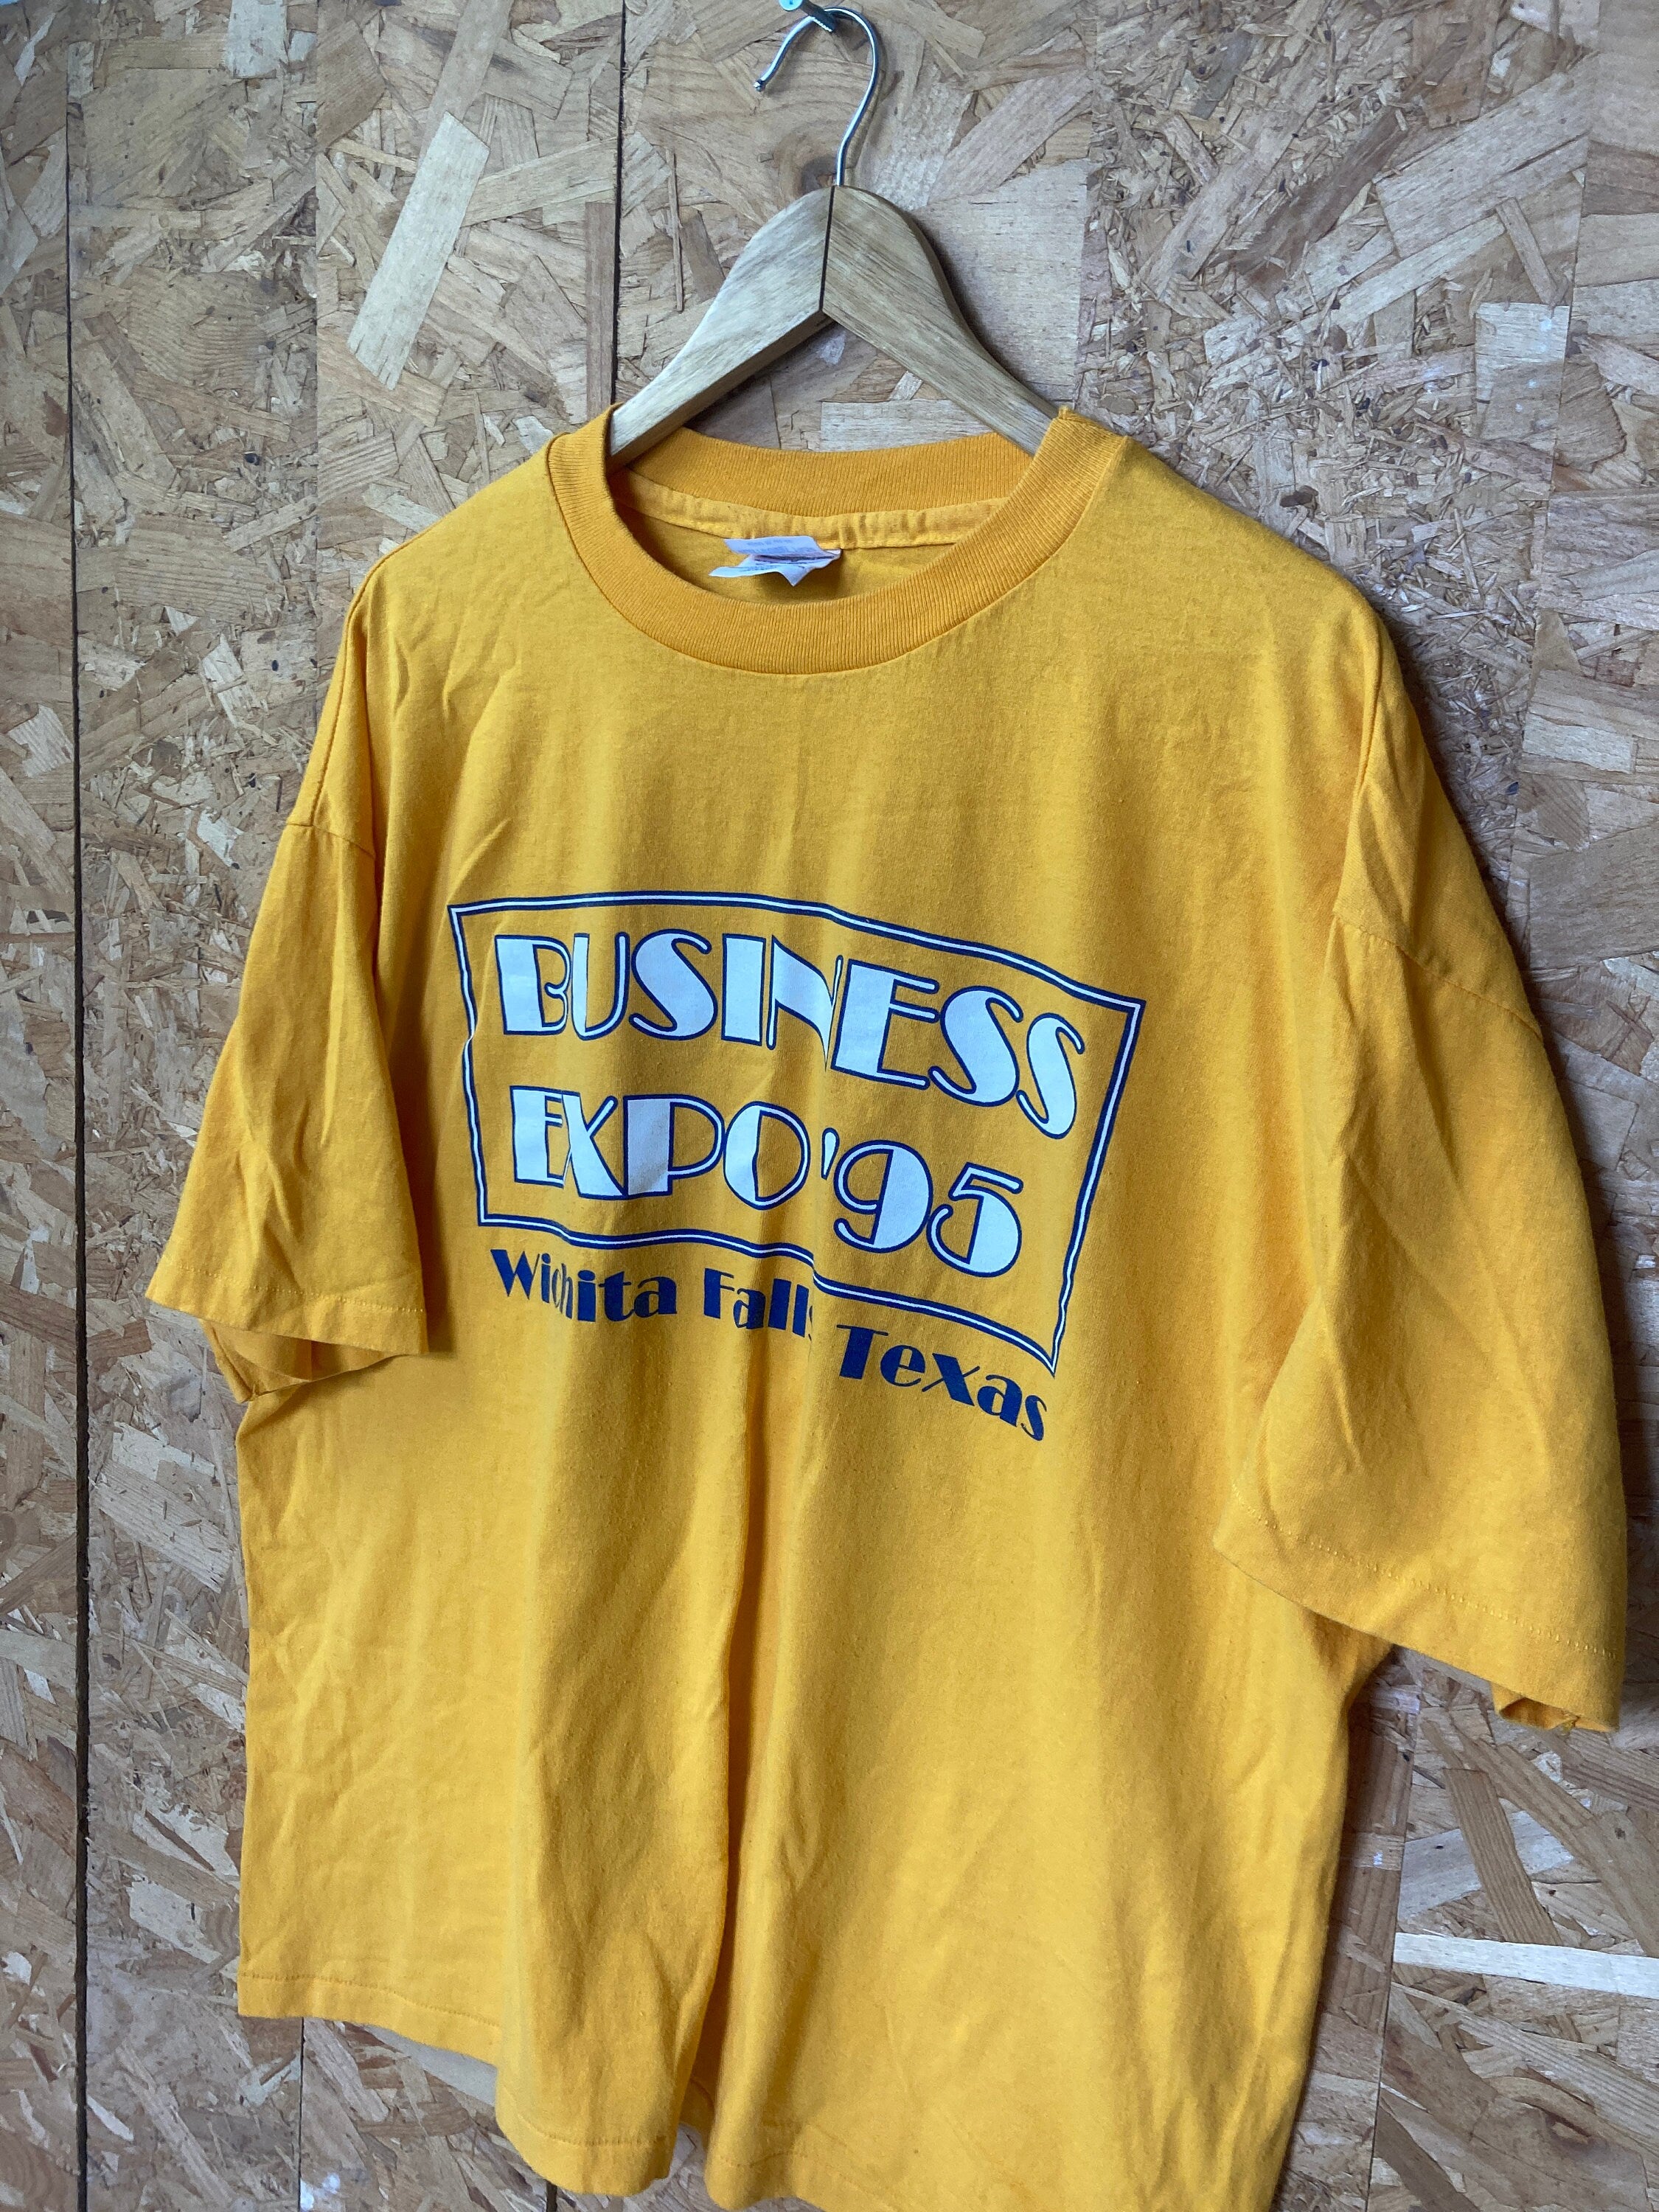 BUSINESS
EXPO '95
Wichita Falls Texas